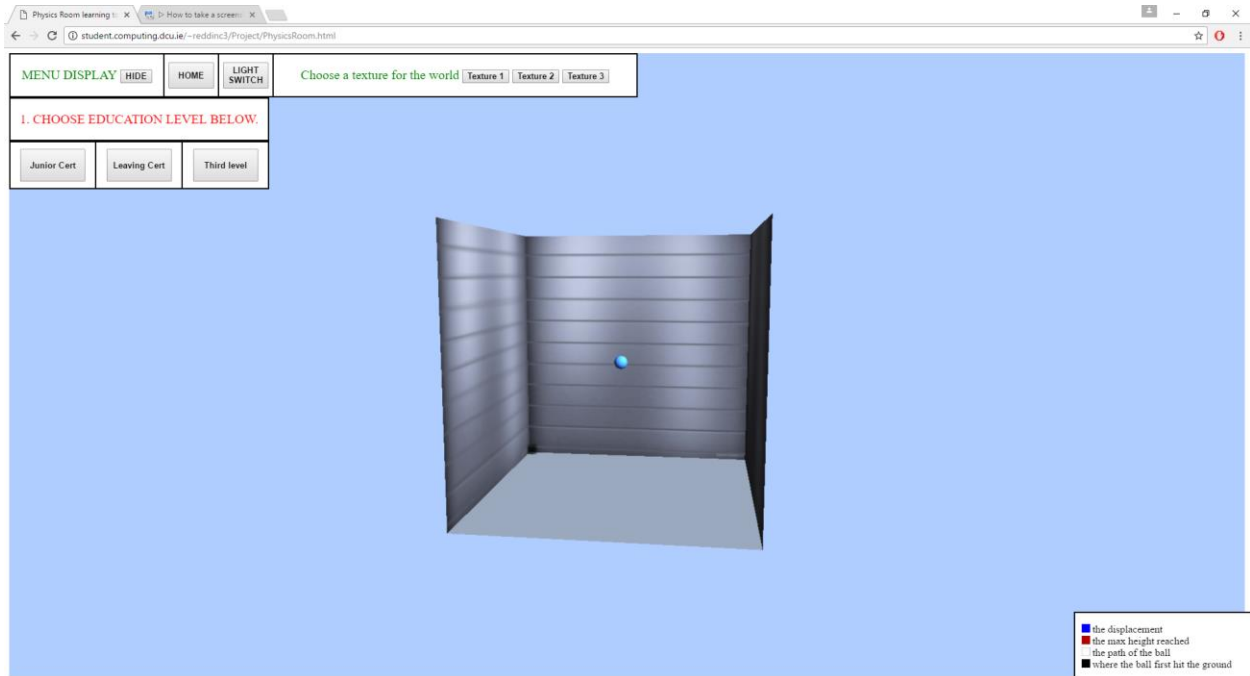 Physics Room learning to
How to take a screens
student.computing.dcu.ie/~reddinc3/Project/PhysicsRoom.html
MENU DISPLAY HIDE HOME LIGHT SWITCH Choose a texture for the world Texture 1 Texture 2 Texture 3
1. CHOOSE EDUCATION LEVEL BELOW.
Junior Cert Leaving Cert Third level
the displacement
the max height reached
the path of the ball
where the ball first hit the ground